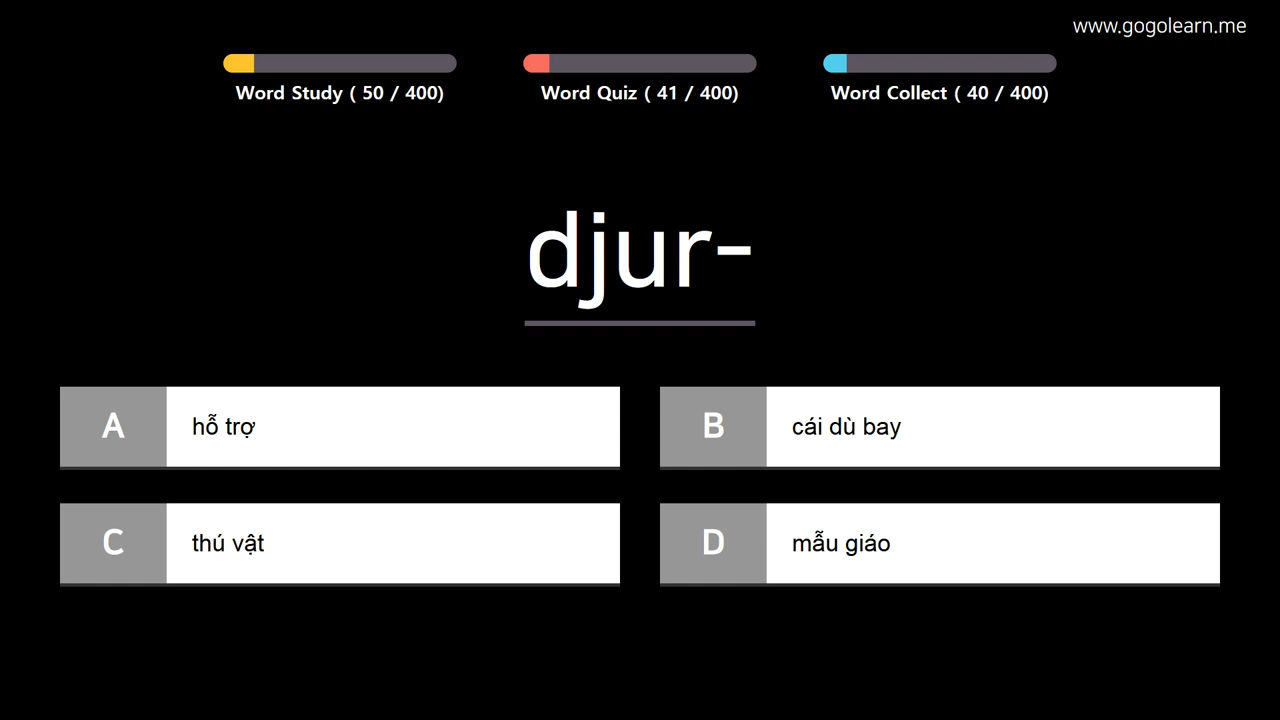 www.gogolearn.me
Word Study ( 50 / 400)
Word Quiz ( 41 / 400)
Word Collect ( 40 / 400)
djur-
A hỗ trợ
B cái dù bay
C thú vật
D mẫu giáo